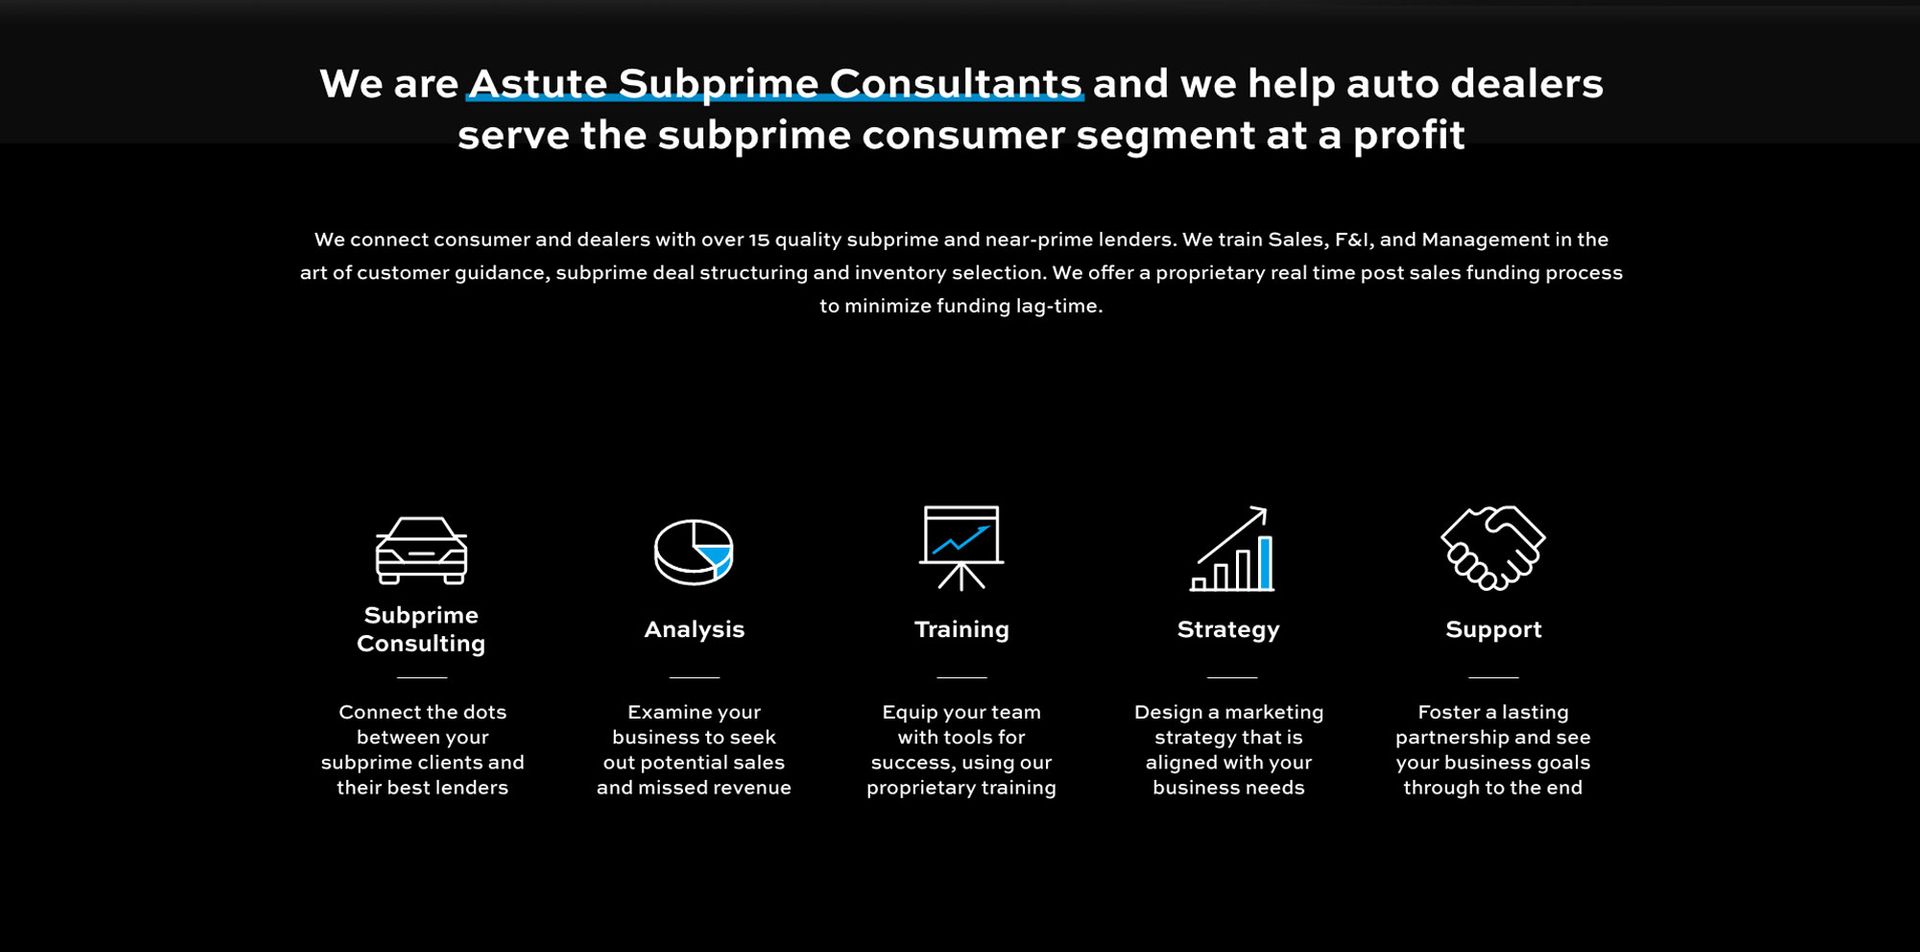 We are Astute Subprime Consultants and we help auto dealers
serve the subprime consumer segment at a profit
We connect consumer and dealers with over 15 quality subprime and near-prime lenders. We train Sales, F&I, and Management in the
art of customer guidance, subprime deal structuring and inventory selection. We offer a proprietary real time post sales funding process
to minimize funding lag-time.
Subprime
Consulting
Connect the dots
between your
subprime clients and
their best lenders
Analysis
Examine your
business to seek
out potential sales
and missed revenue
Training
Equip your team
with tools for
success, using our
proprietary training
Strategy
Design a marketing
strategy that is
aligned with your
business needs
Support
Foster a lasting
partnership and see
your business goals
through to the end